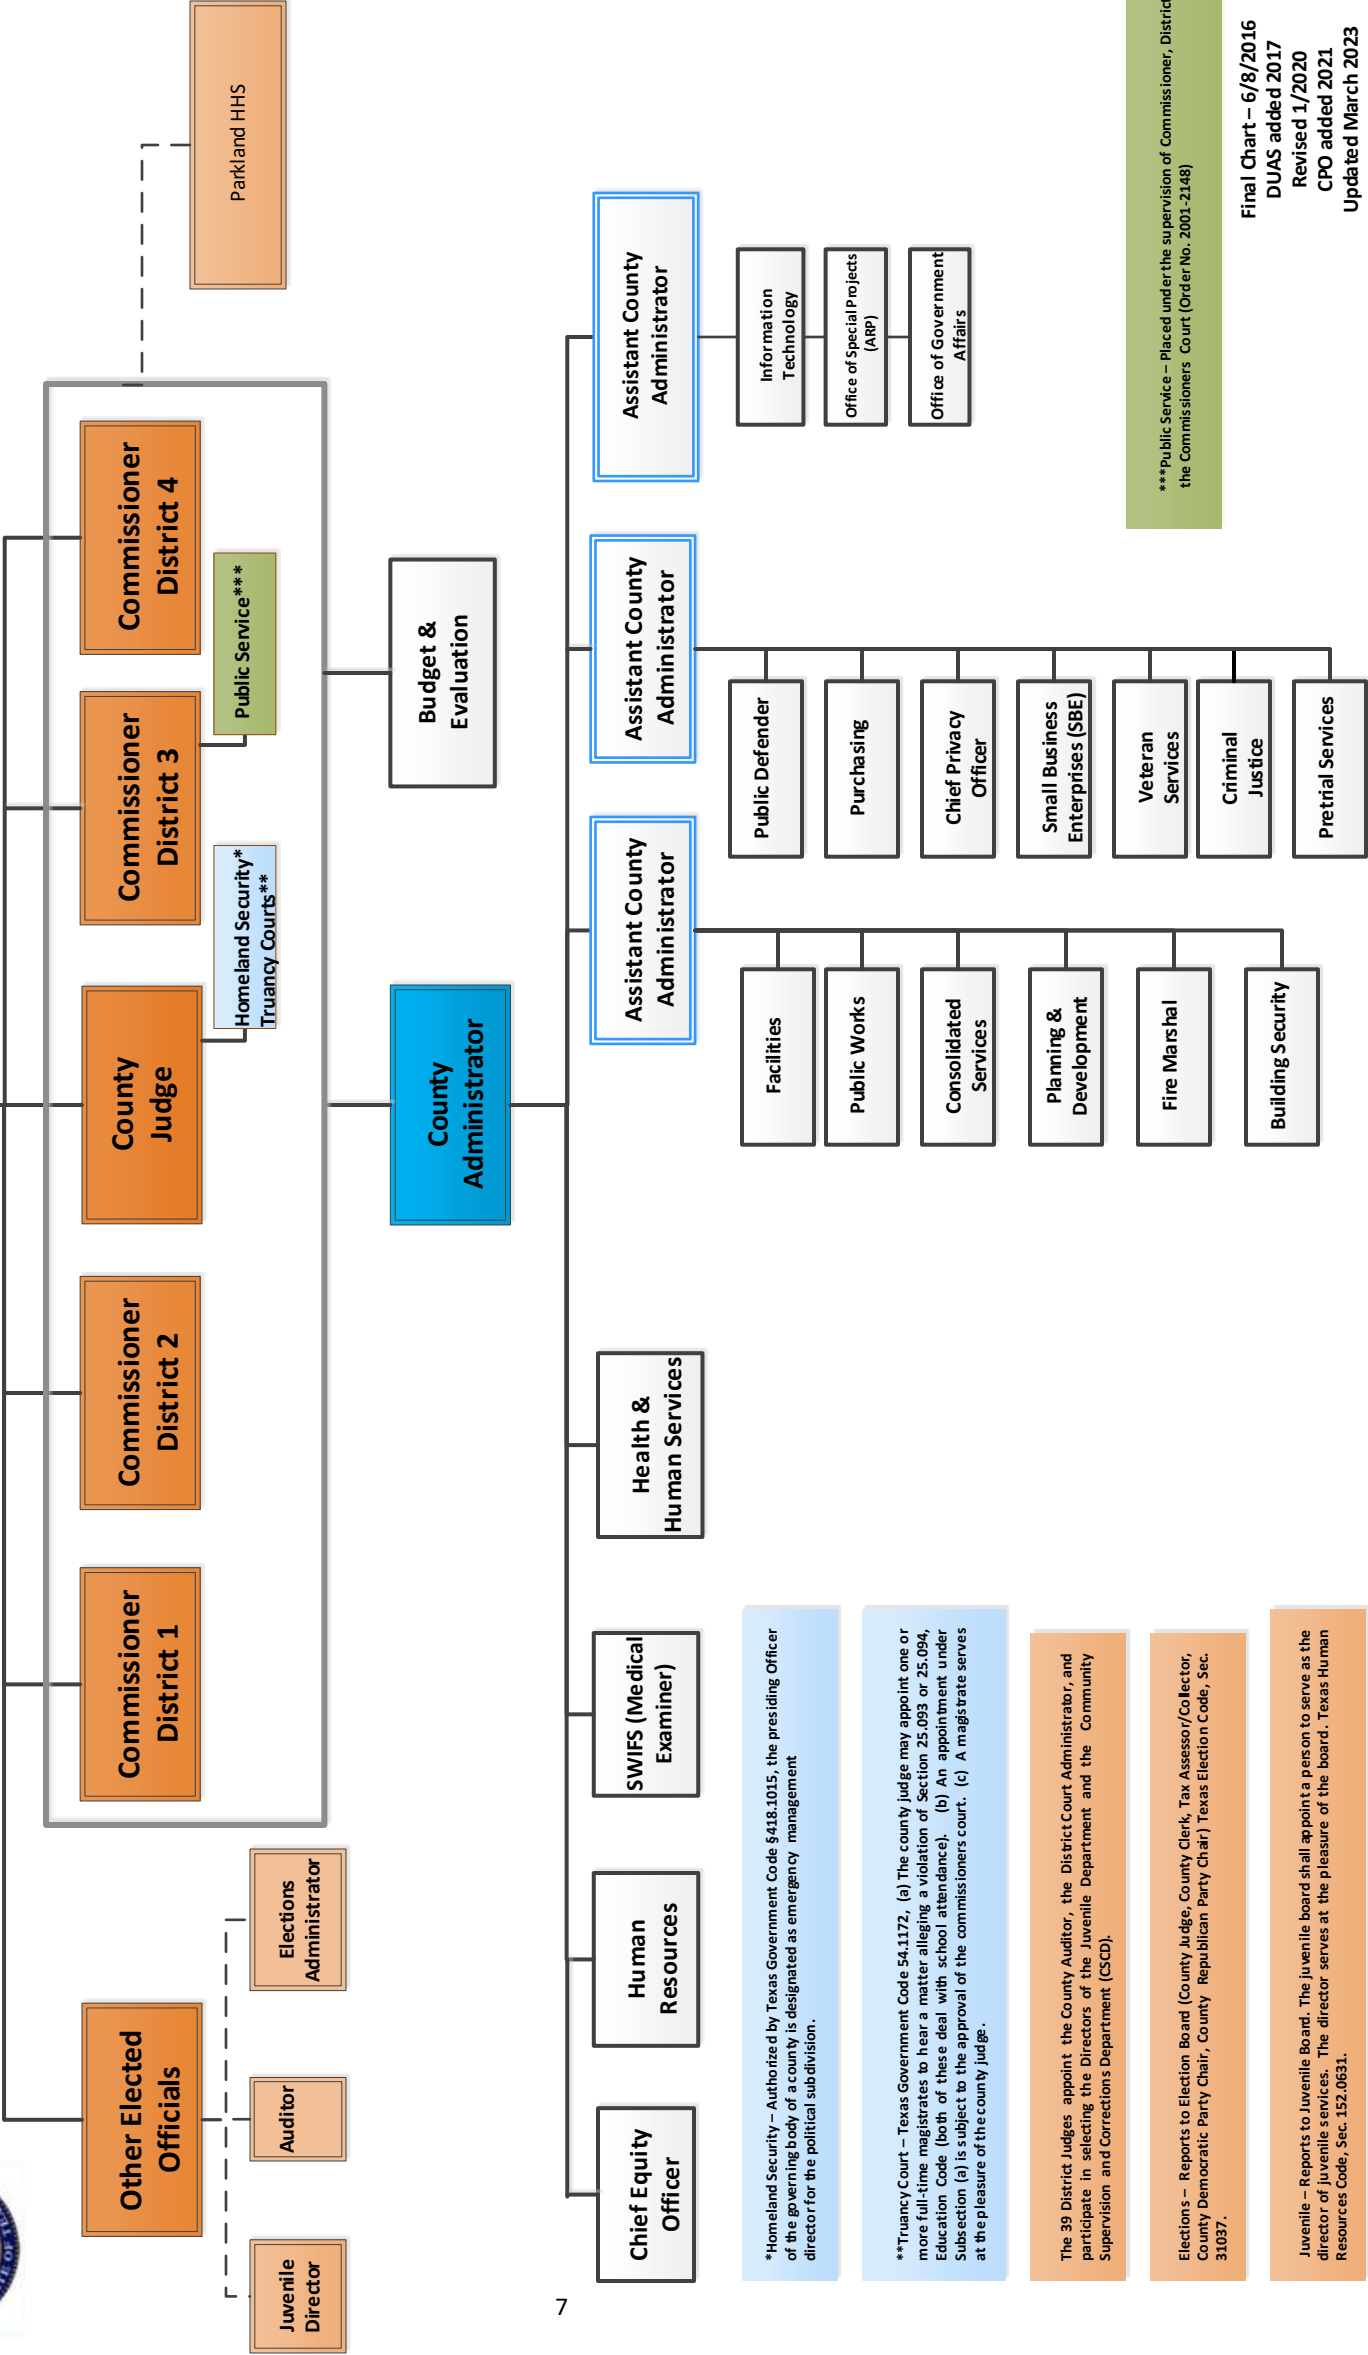 STATE OF TE
Other Elected
Officials
Commissioner
District 1
Commissioner
District 2
County
Judge
Commissioner
District 3
Commissioner
District 4
Juvenile
Director
Auditor
Elections
Administrator
Homeland Security*
Truancy Courts**
Public Service***
Parkland HHS
County
Administrator
Budget &
Evaluation
Chief Equity
Officer
Human
Resources
SWIFS (Medical
Examiner)
Health &
Human Services
Assistant County
Administrator
Assistant County
Administrator
Assistant County
Administrator
Facilities
Public Works
Consolidated
Services
Planning &
Development
Fire Marshal
Building Security
Public Defender
Purchasing
Chief Privacy
Officer
Small Business
Enterprises (SBE)
Veteran
Services
Criminal
Justice
Pretrial Services
Information
Technology
Office of Special Projects
(ARP)
Office of Government
Affairs
*Homeland Security – Authorized by Texas Government Code §418.1015, the presiding Officer
of the governing body of a county is designated as emergency management
director for the political subdivision.
**Truancy Court – Texas Government Code 54.1172, (a) The county judge may appoint one or
more full-time magistrates to hear a matter alleging a violation of Section 25.093 or 25.094,
Education Code (both of these deal with school attendance). (b) An appointment under
Subsection (a) is subject to the approval of the commissioners court. (c) A magistrate serves
at the pleasure of the county judge.
The 39 District Judges appoint the County Auditor, the District Court Administrator, and
participate in selecting the Directors of the Juvenile Department and the Community
Supervision and Corrections Department (CSCD).
Elections – Reports to Election Board (County Judge, County Clerk, Tax Assessor/Collector,
County Democratic Party Chair, County Republican Party Chair) Texas Election Code, Sec.
31037.
Juvenile – Reports to Juvenile Board. The juvenile board shall appoint a person to serve as the
director of juvenile services. The director serves at the pleasure of the board. Texas Human
Resources Code, Sec. 152.0631.
***Public Service – Placed under the supervision of Commissioner, District
the Commissioners Court (Order No. 2001-2148)
Final Chart – 6/8/2016
DUAS added 2017
Revised 1/2020
CPO added 2021
Updated March 2023
7